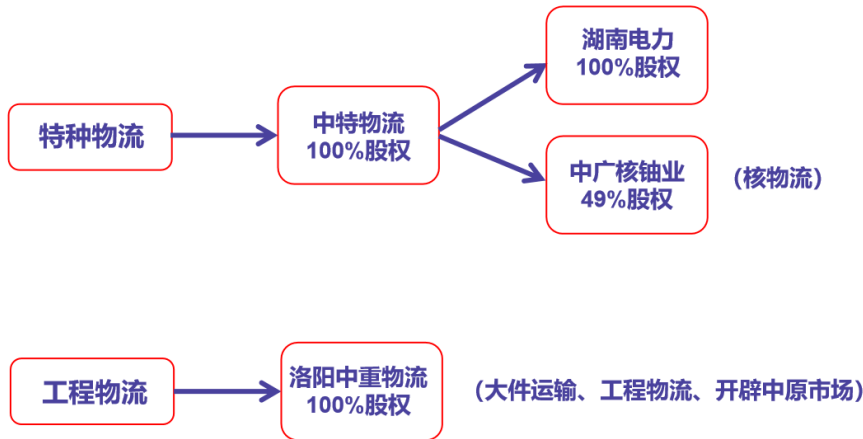 湖南电力
100%股权
特种物流
中特物流
100%股权
中广核铀业
49%股权
（核物流）
工程物流
洛阳中重物流
100%股权
（大件运输、工程物流、开辟中原市场）